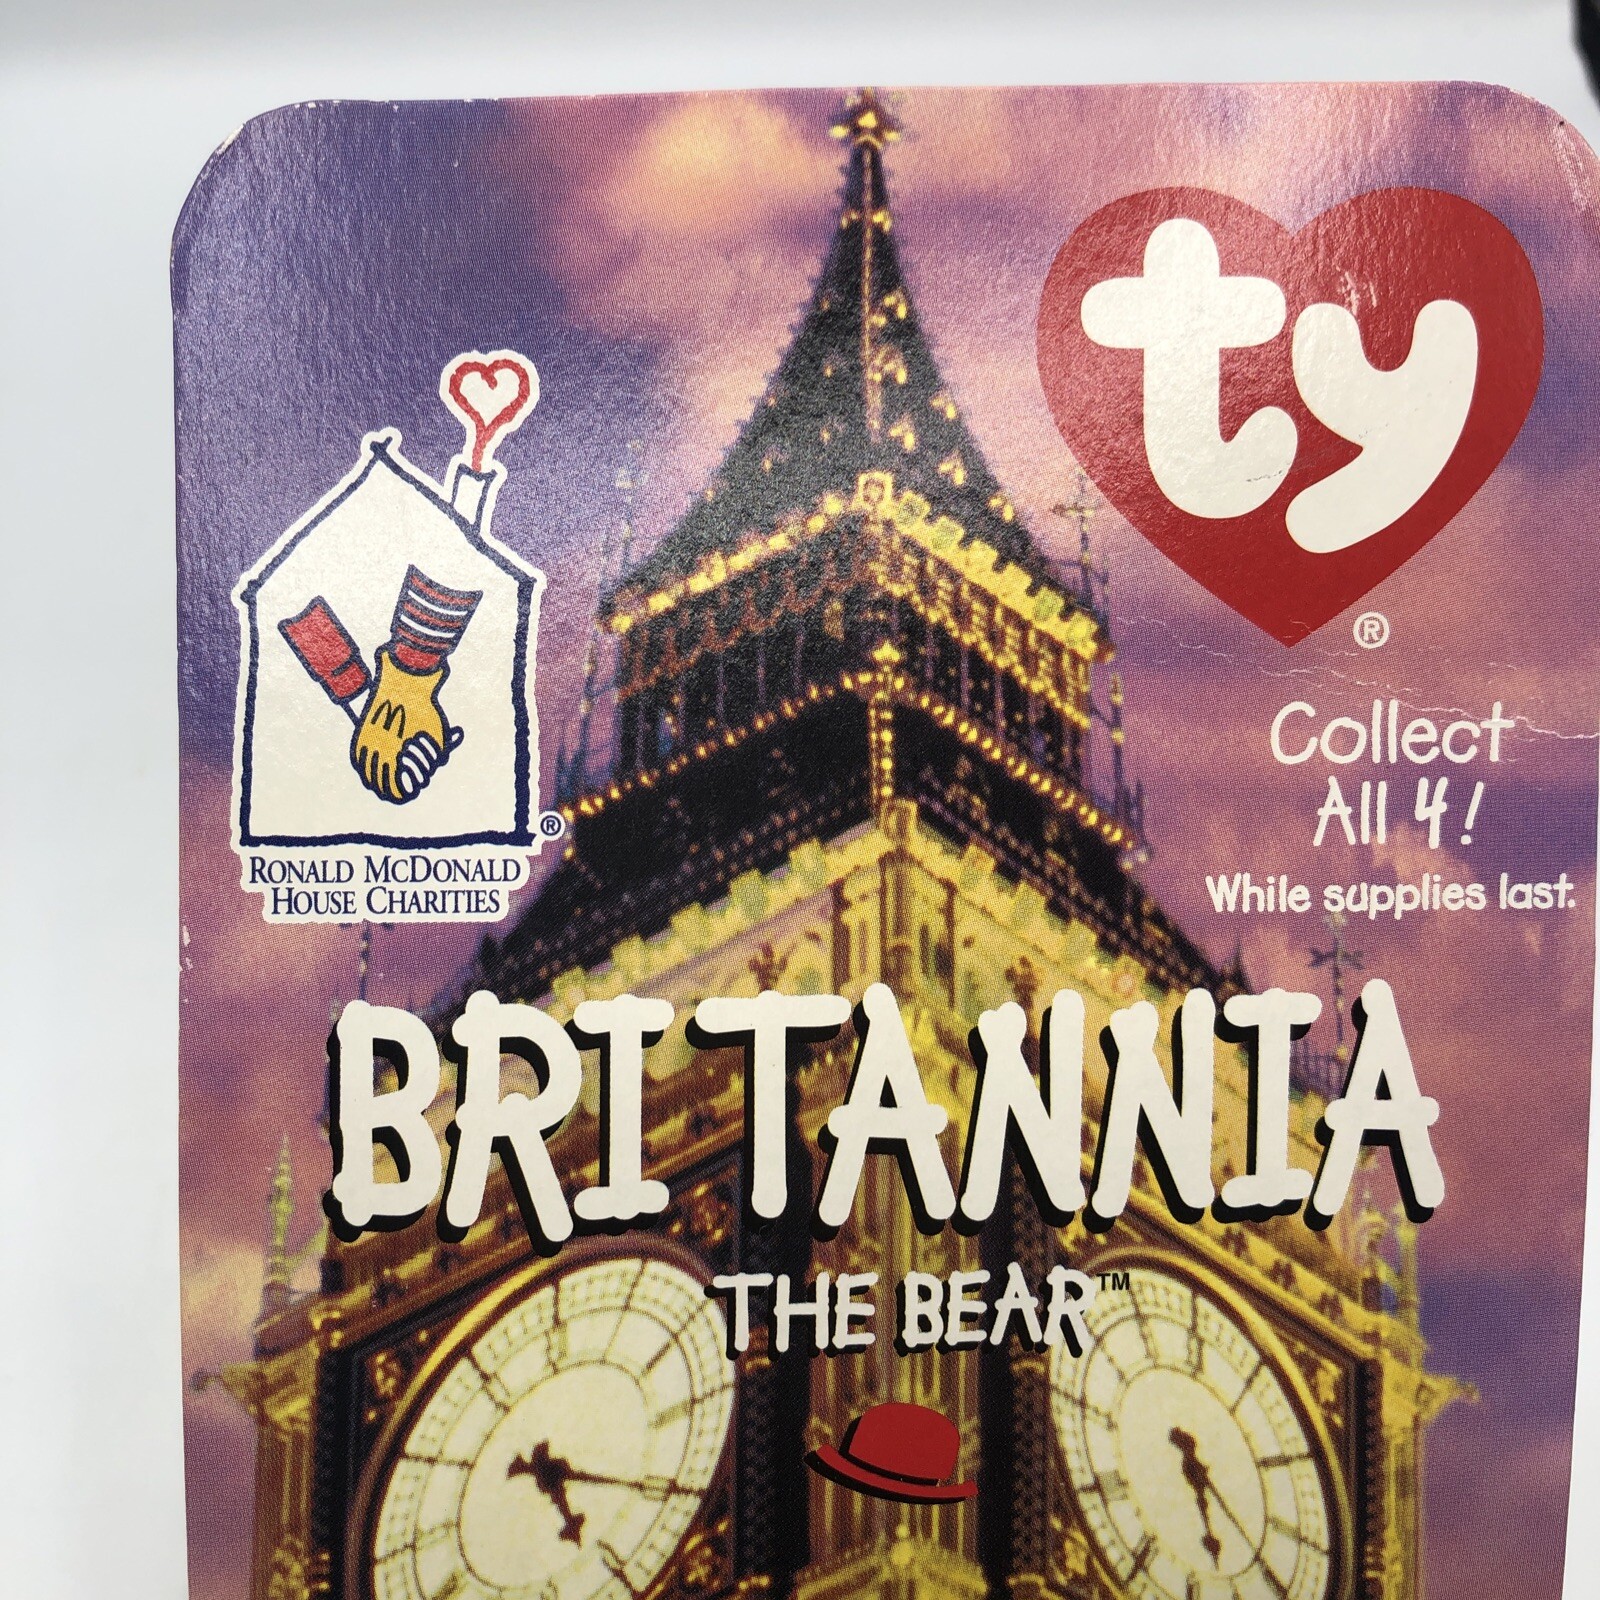 ty
®
Collect
All 4!
While supplies last.
®
RONALD MCDONALD
HOUSE CHARITIES
BRITANNIA
THE BEAR™